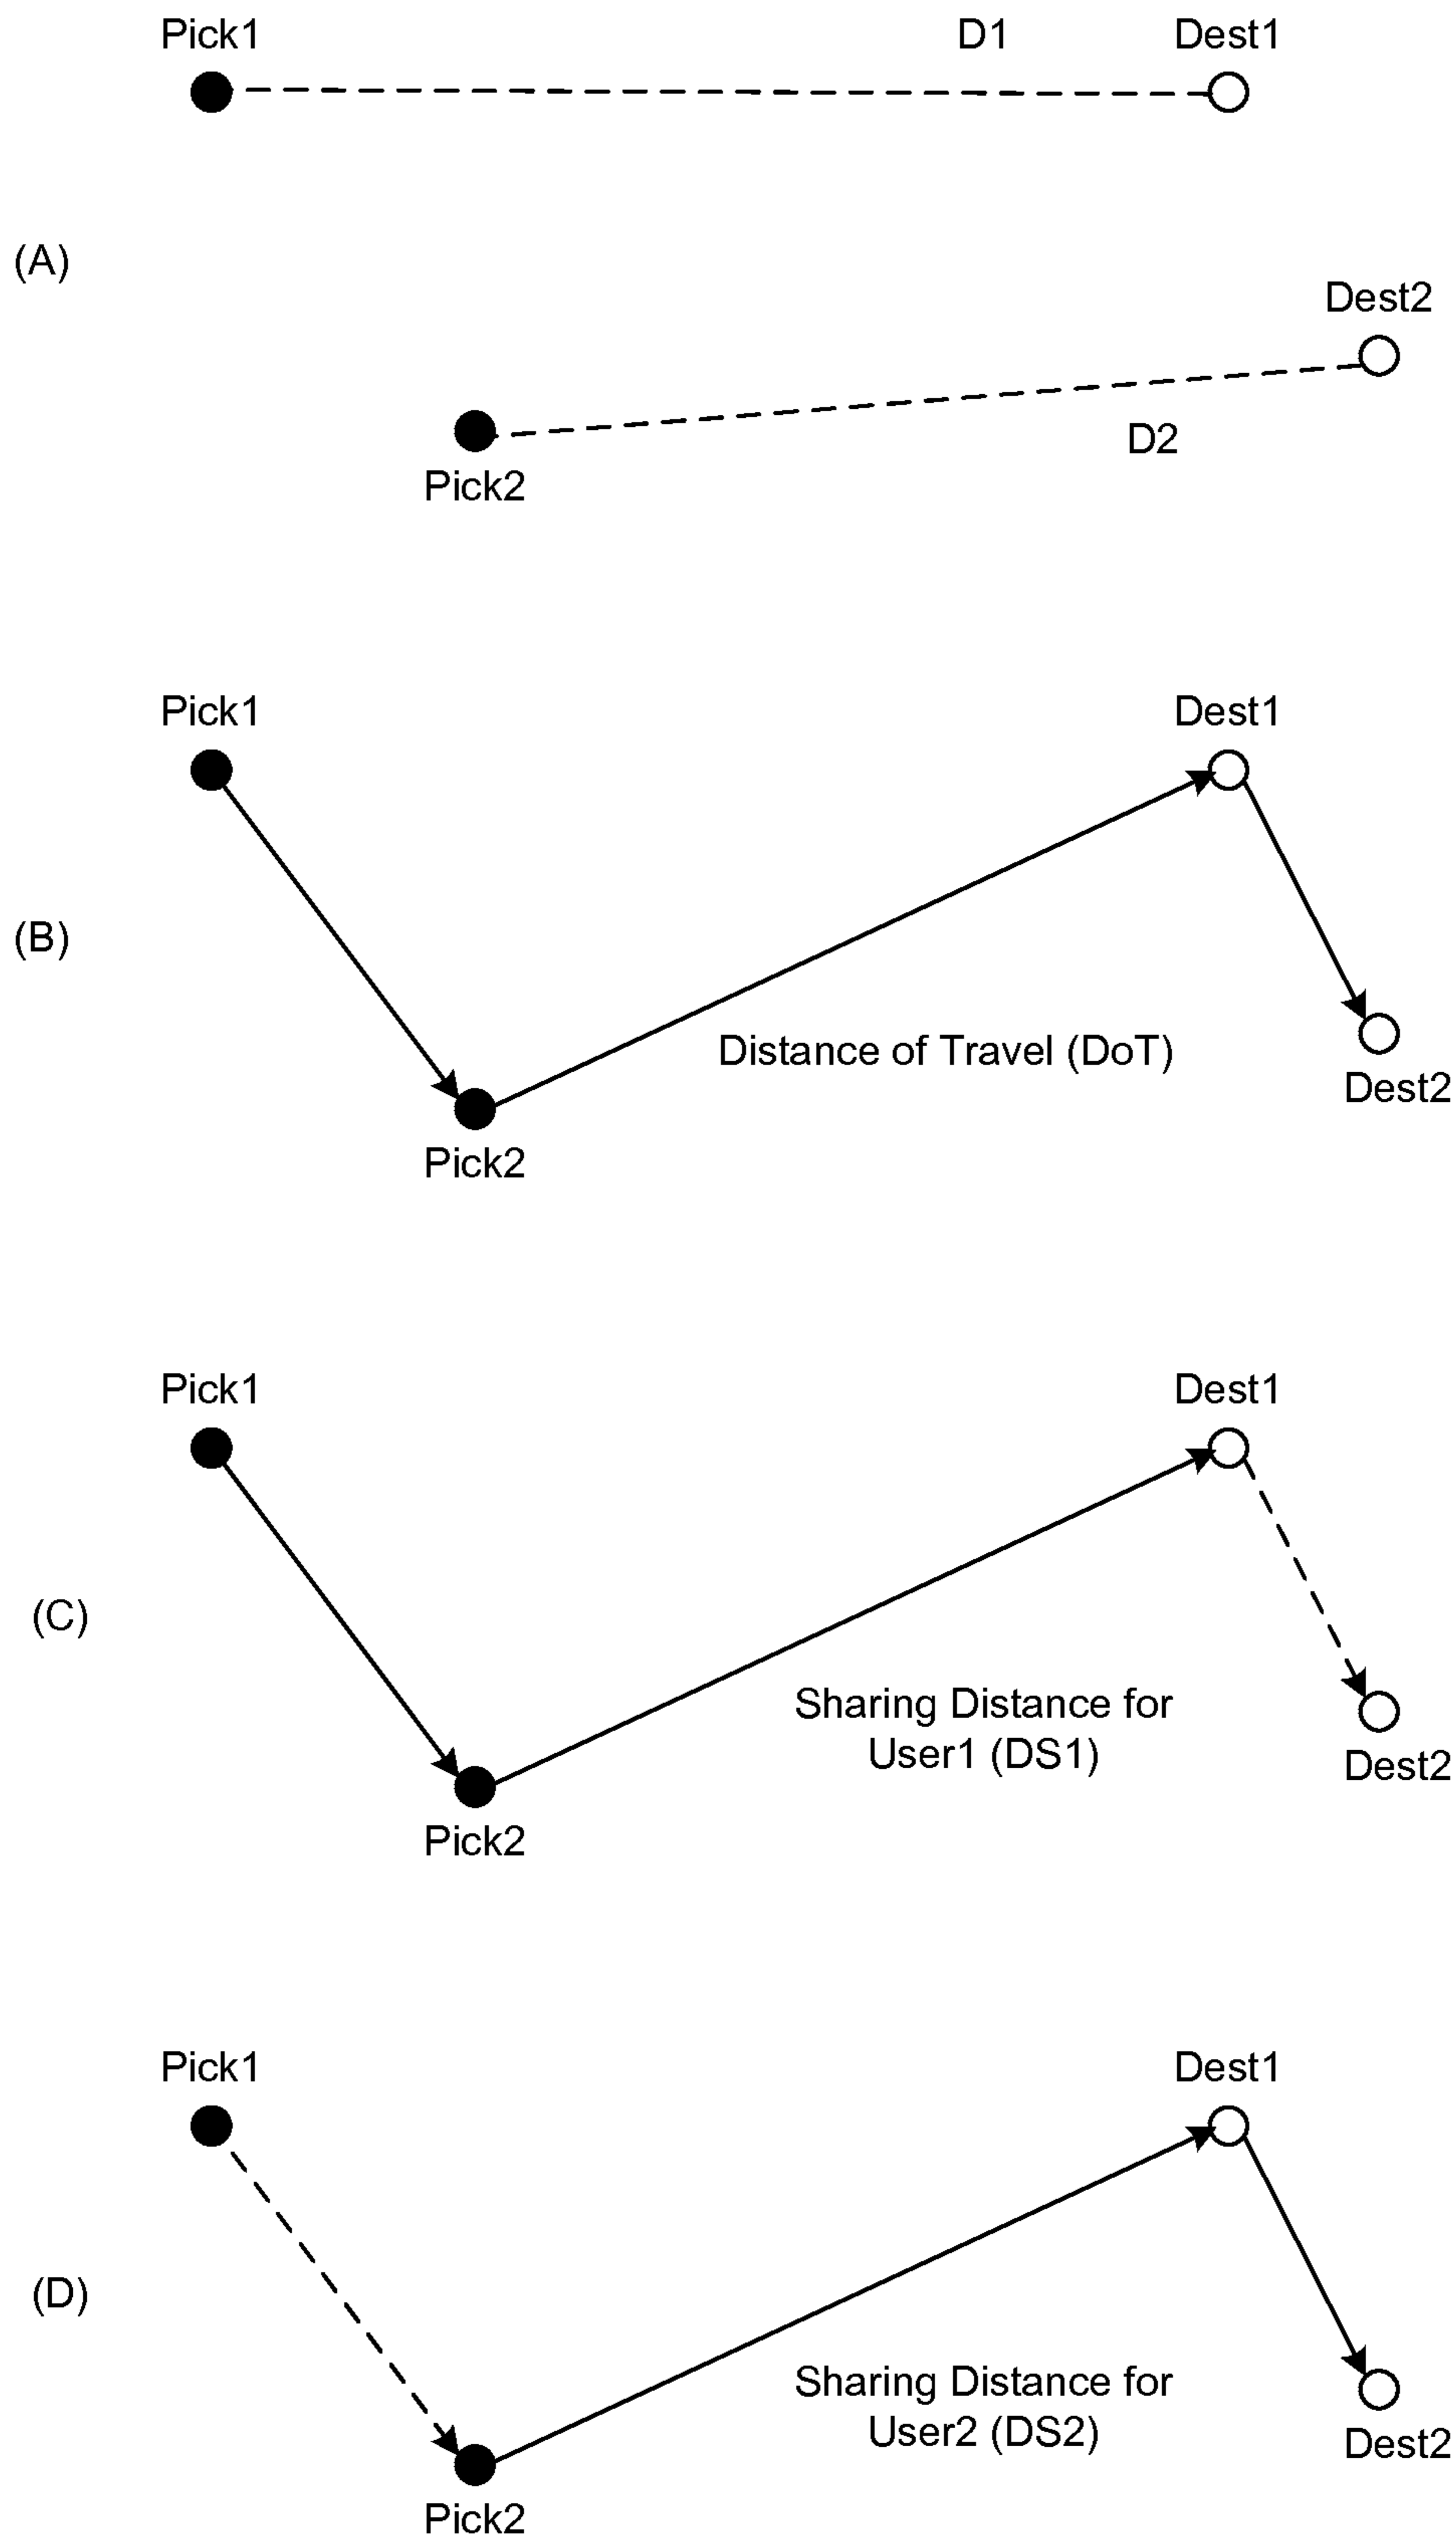 Pick1
D1
Dest1
(A)
Dest2
D2
Pick2
Pick1
Dest1
(B)
Distance of Travel (DoT)
Dest2
Pick2
Pick1
Dest1
(C)
Sharing Distance for
User1 (DS1)
Dest2
Pick2
Pick1
Dest1
(D)
Sharing Distance for
User2 (DS2)
Dest2
Pick2